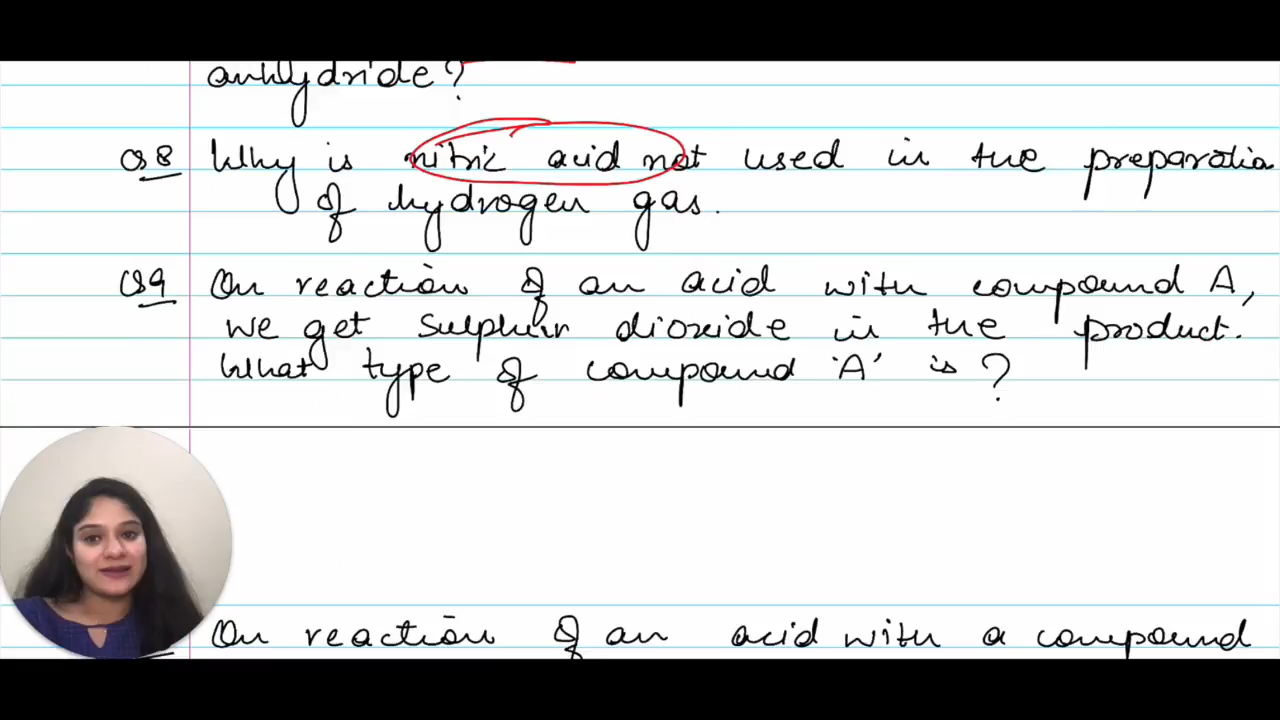 anhydride?
Q8 Why is nitric acid not used in the preparatio
of hydrogen gas.
Q9 On reaction of an acid with compound A,
we get sulphur dioxide in the product.
What type of compound 'A' is?
On reaction of an acid with a compound